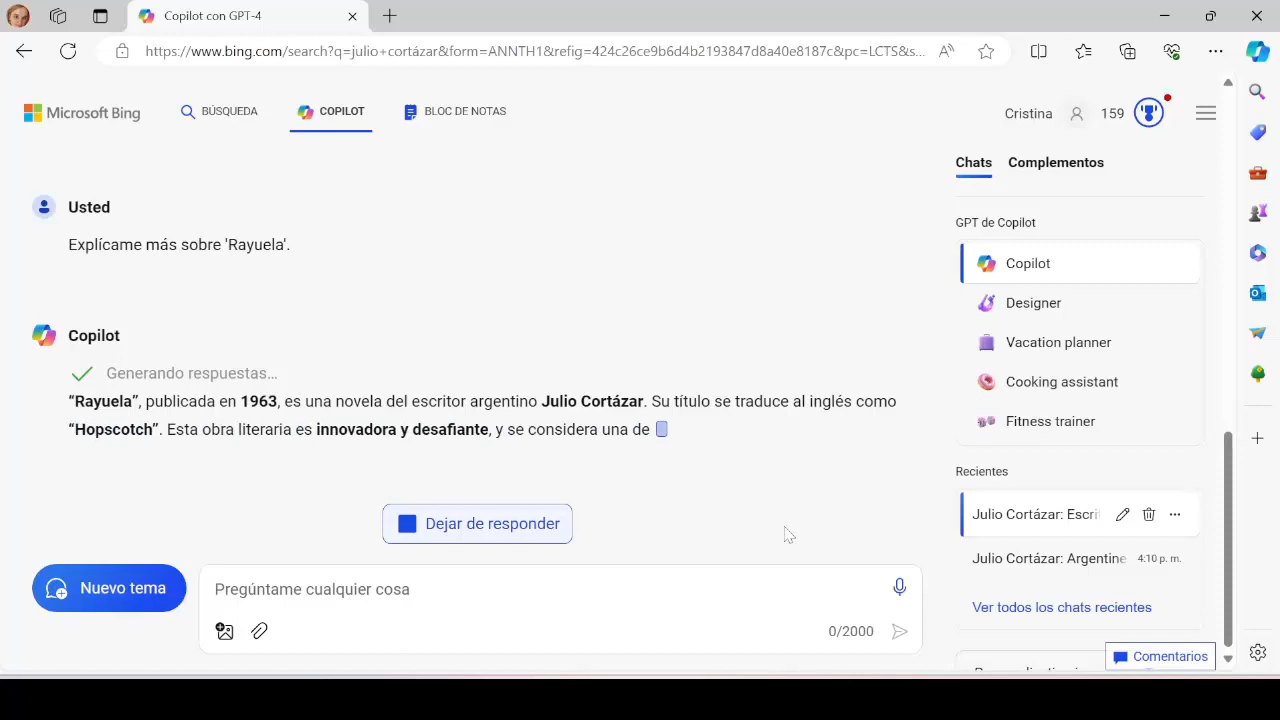 Copilot con GPT-4
https://www.bing.com/search?q=julio+cortázar&form=ANNTH1&refig=424c26ce9b6d4b2193847d8a40e8187c&pc=LCTS&s...
Microsoft Bing
BÚSQUEDA
COPILOT
BLOC DE NOTAS
Cristina
159
Usted
Explícame más sobre 'Rayuela'.
Copilot
Generando respuestas...
“Rayuela”, publicada en 1963, es una novela del escritor argentino Julio Cortázar. Su título se traduce al inglés como
“Hopscotch”. Esta obra literaria es innovadora y desafiante, y se considera una de
Dejar de responder
Nuevo tema
Pregúntame cualquier cosa
0/2000
Chats
Complementos
GPT de Copilot
Copilot
Designer
Vacation planner
Cooking assistant
Fitness trainer
Recientes
Julio Cortázar: Escri
Julio Cortázar: Argentine 4:10 p. m.
Ver todos los chats recientes
Comentarios